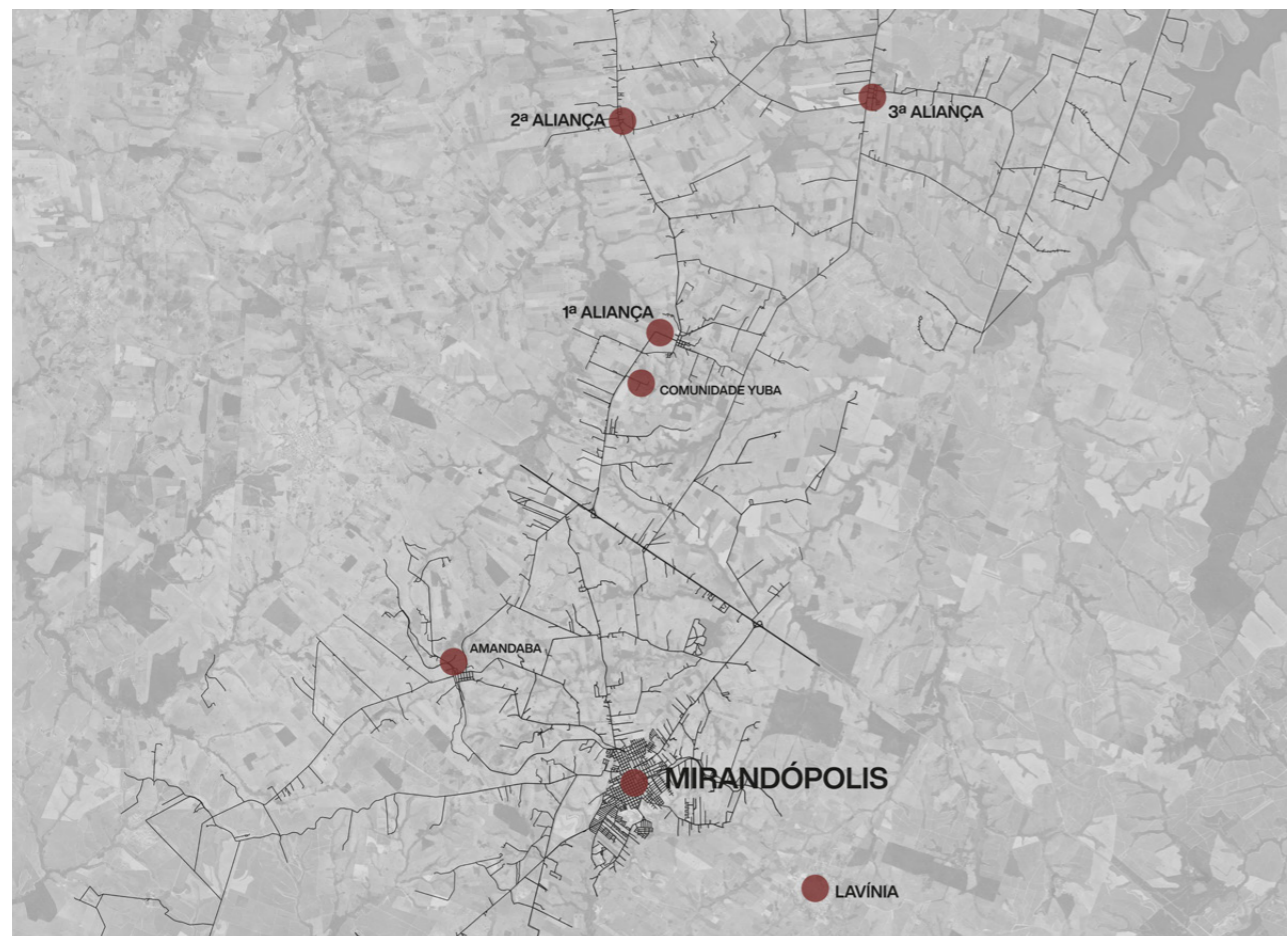 3ª ALIANÇA
2ª ALIANÇA
1ª ALIANÇA
COMUNIDADE YUBA
AMANDABA
MIRANDÓPOLIS
LAVÍNIA